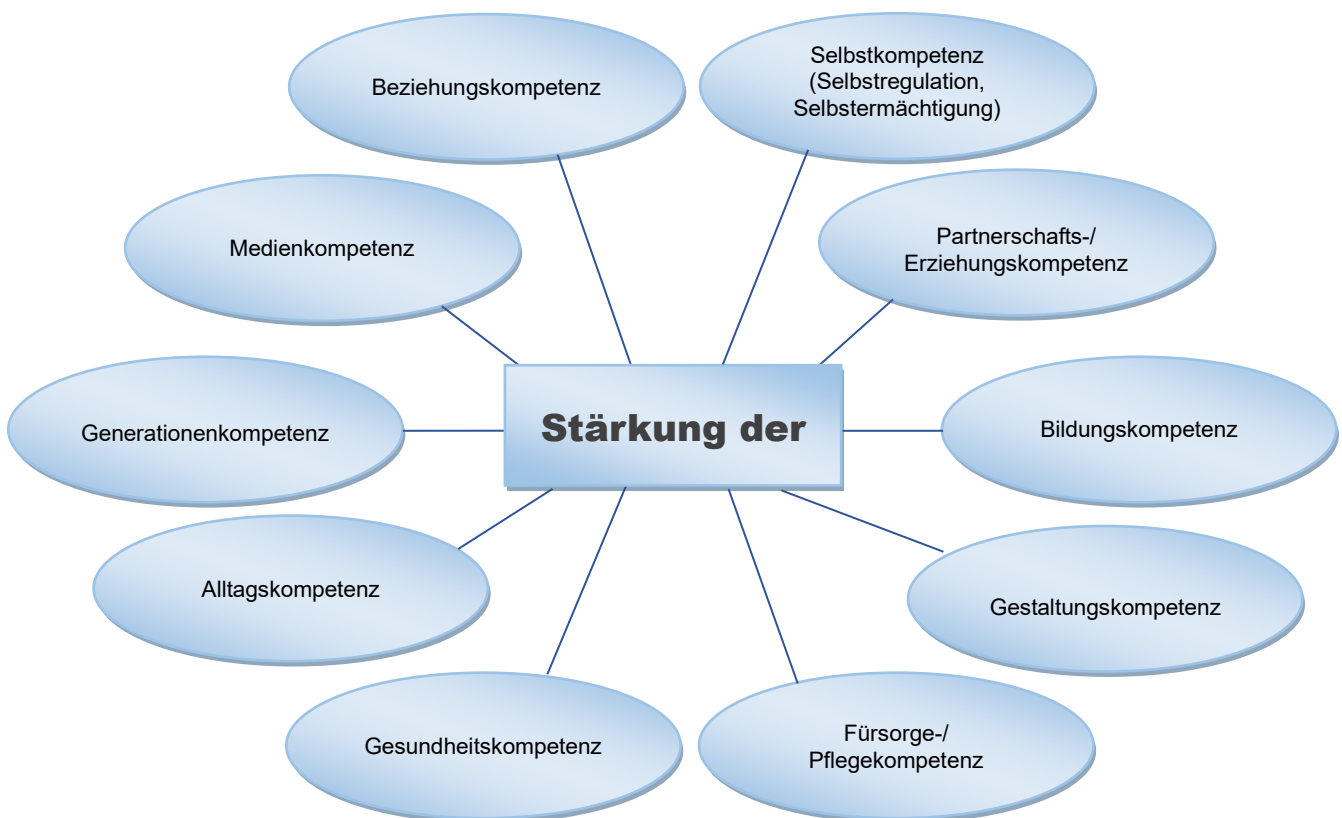 Beziehungskompetenz
Selbstkompetenz
(Selbstregulation,
Selbstermächtigung)
Medienkompetenz
Partnerschafts-/
Erziehungskompetenz
Generationenkompetenz
Stärkung der
Bildungskompetenz
Alltagskompetenz
Gestaltungskompetenz
Gesundheitskompetenz
Fürsorge-/
Pflegekompetenz